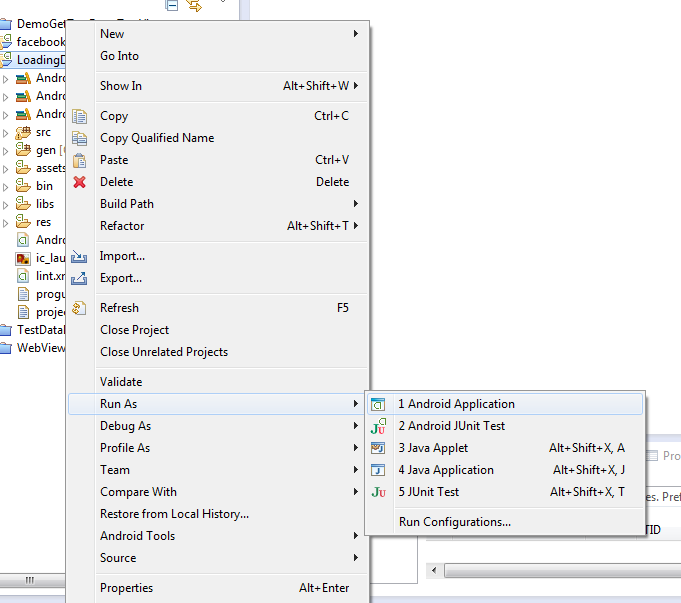 DemoGet
facebook
LoadingD
Andro
Andro
Andro
src
gen [
assets
bin
libs
res
Andro
ic_lau
lint.xr
progu
projec
TestDatal
WebView
New
Go Into
Show In Alt+Shift+W
Copy Ctrl+C
Copy Qualified Name
Paste Ctrl+V
Delete Delete
Build Path
Refactor Alt+Shift+T
Import...
Export...
Refresh F5
Close Project
Close Unrelated Projects
Validate
Run As
Debug As
Profile As
Team
Compare With
Restore from Local History...
Android Tools
Source
Properties Alt+Enter
1 Android Application
2 Android JUnit Test
3 Java Applet Alt+Shift+X, A
4 Java Application Alt+Shift+X, J
5 JUnit Test Alt+Shift+X, T
Run Configurations...
Pro
es. Pref
TID